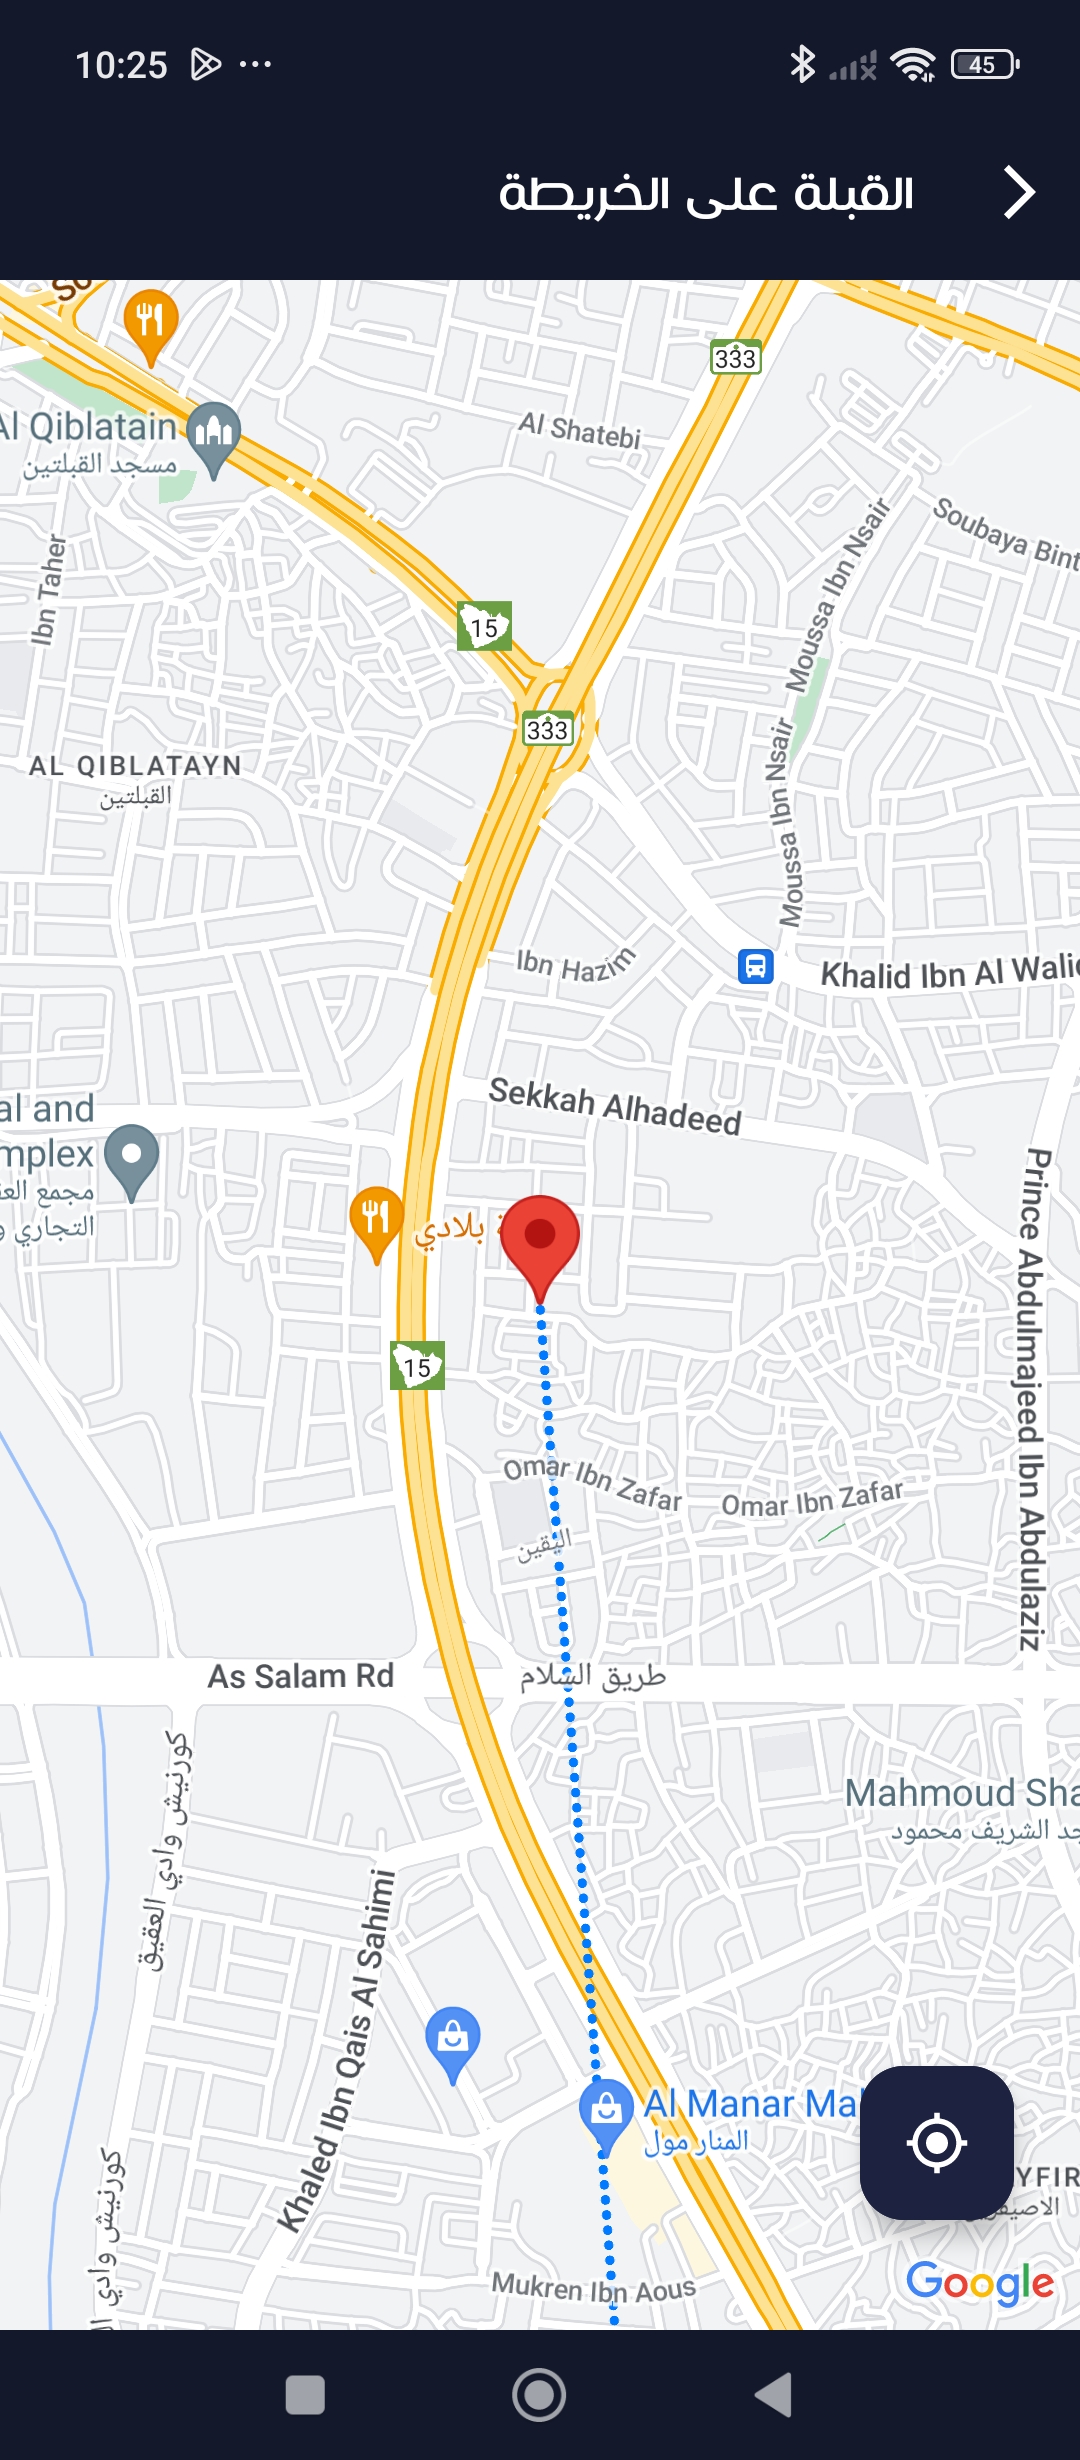 10:25
45
القبلة على الخريطة
333
Al Qiblatain
مسجد القبلتين
Al Shatebi
Soubaya Bint
Moussa Ibn Nsair
Ibn Taher
15
333
Moussa Ibn Nsair
AL QIBLATAYN
القبلتين
Ibn Hazim
Khalid Ibn Al Walid
Sekkah Alhadeed
al and
mplex
مجمع
التجاري
Prince Abdulmajeed Ibn Abdulaziz
بلادي
15
Omar Ibn Zafar
Omar Ibn Zafar
اليقين
As Salam Rd
طريق السلام
كورنيش وادي العقيق
Mahmoud Sha
الشريف محمود
Khaled Ibn Qais Al Sahimi
Al Manar Mal
المنار مول
كورنيش وادي
YFIR
Mukren Ibn Aous
Google